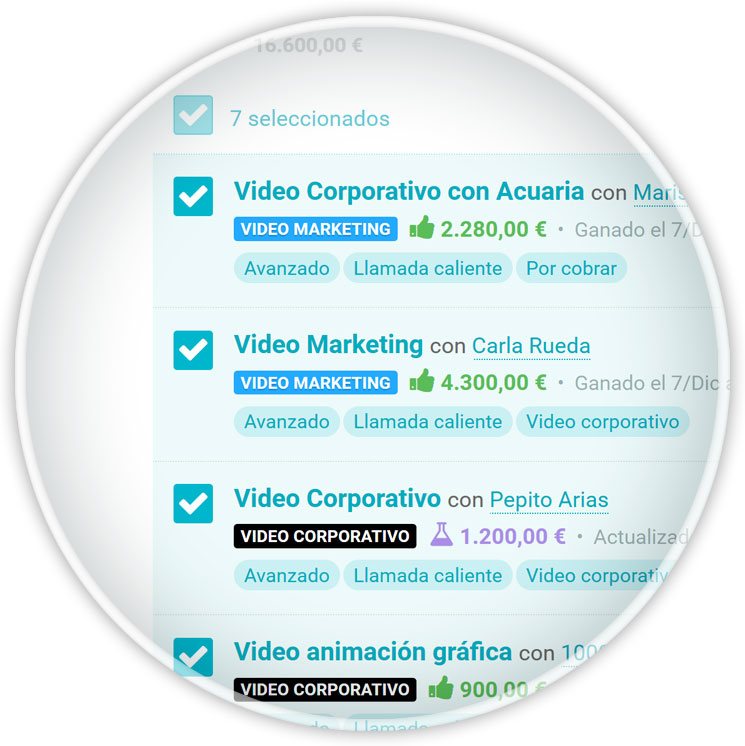 16.600,00 €
7 seleccionados
Video Corporativo con Acuaria con
VIDEO MARKETING 2.280,00 € • Ganado el 7/
Avanzado Llamada caliente Por cobrar
Video Marketing con Carla Rueda
VIDEO MARKETING 4.300,00 € • Ganado el 7/Dic
Avanzado Llamada caliente Video corporativo
Video Corporativo con Pepito Arias
VIDEO CORPORATIVO 1.200,00 € •
Avanzado Llamada caliente Video
Video animación gráfica con
VIDEO CORPORATIVO 900,00 €
Llamada